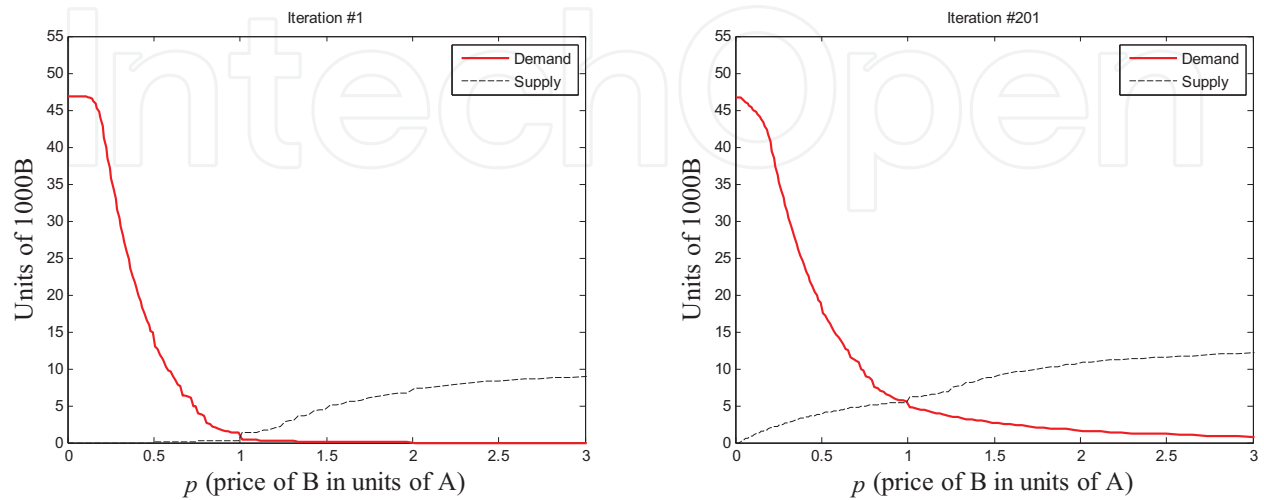 Iteration #1
55
50
45
40
35
30
25
20
15
10
5
0
Units of 1000B
0 0.5 1 1.5 2 2.5 3
p (price of B in units of A)
Demand
Supply
Iteration #201
55
50
45
40
35
30
25
20
15
10
5
0
Units of 1000B
0 0.5 1 1.5 2 2.5 3
p (price of B in units of A)
Demand
Supply
IntechOpen